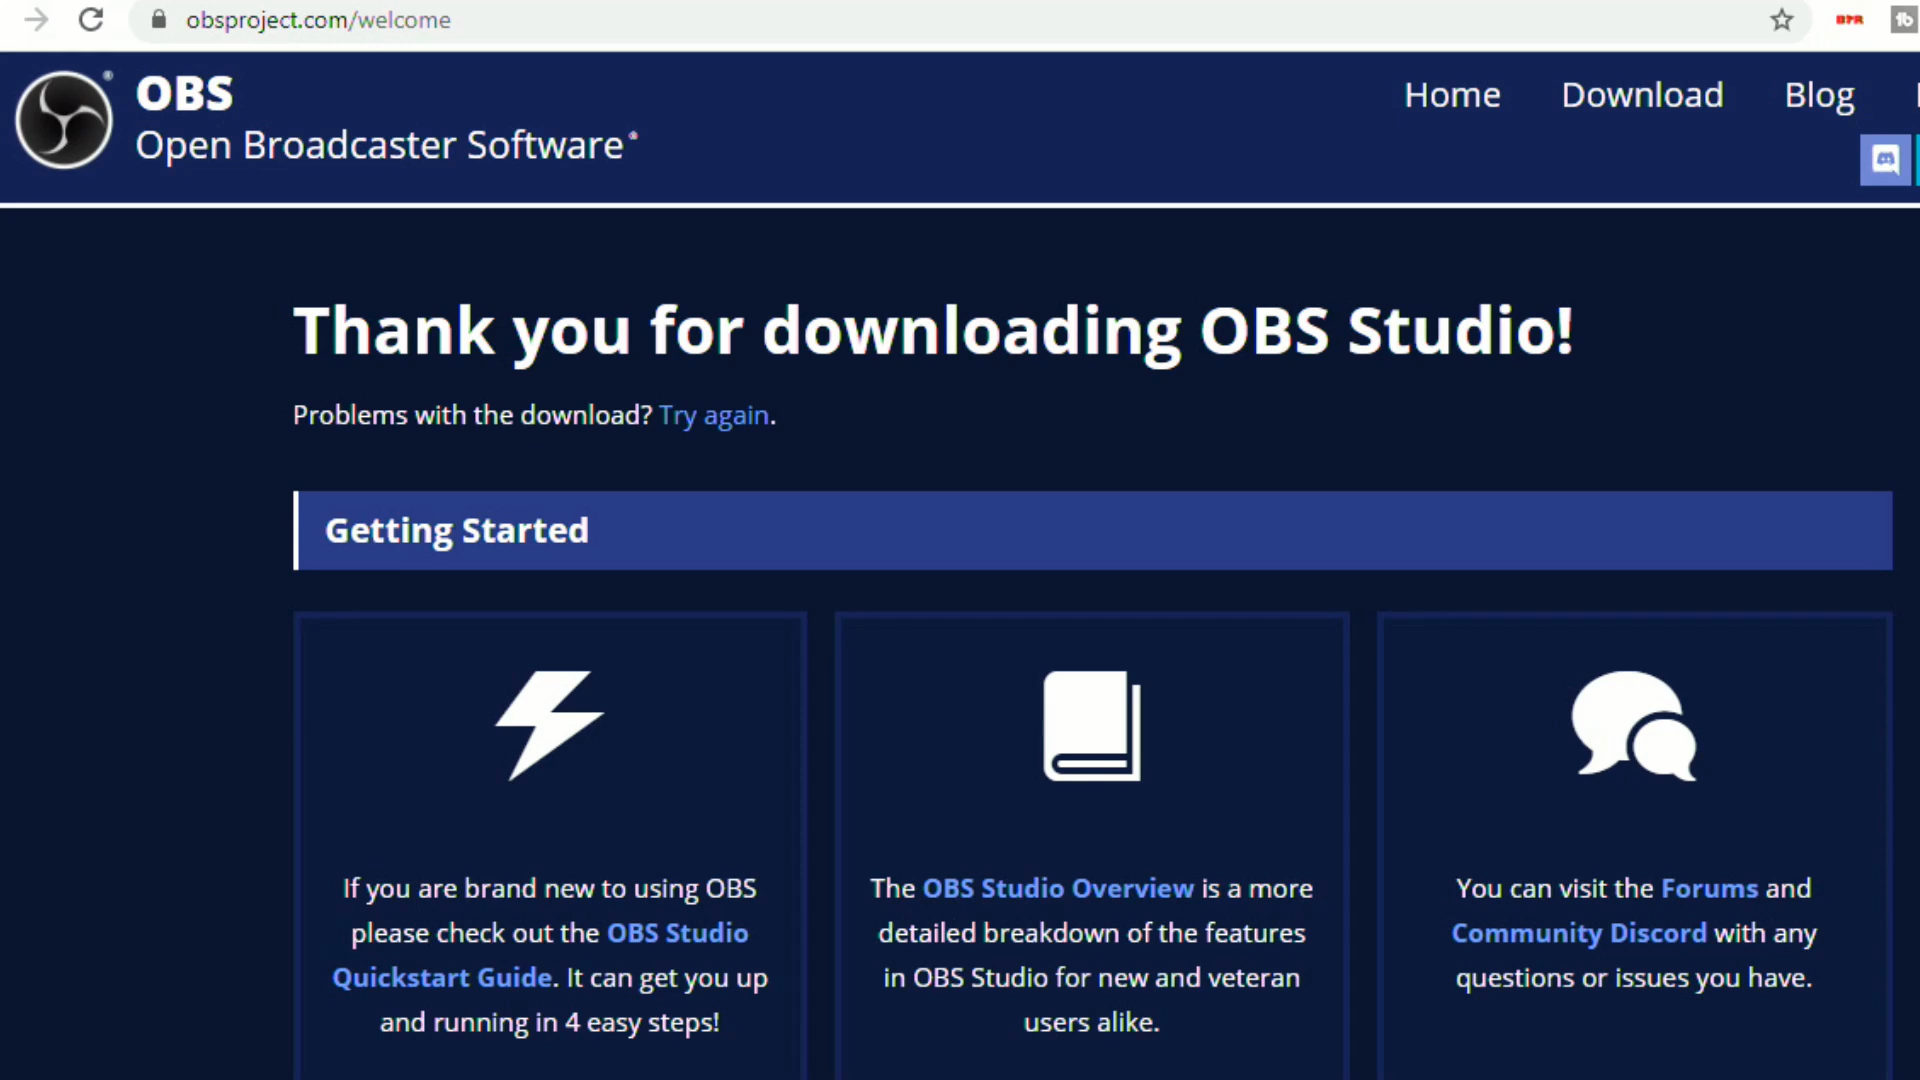 obsproject.com/welcome
OBS
Open Broadcaster Software
Home Download Blog
Thank you for downloading OBS Studio!
Problems with the download? Try again.
Getting Started
If you are brand new to using OBS
please check out the OBS Studio
Quickstart Guide. It can get you up
and running in 4 easy steps!
The OBS Studio Overview is a more
detailed breakdown of the features
in OBS Studio for new and veteran
users alike.
You can visit the Forums and
Community Discord with any
questions or issues you have.